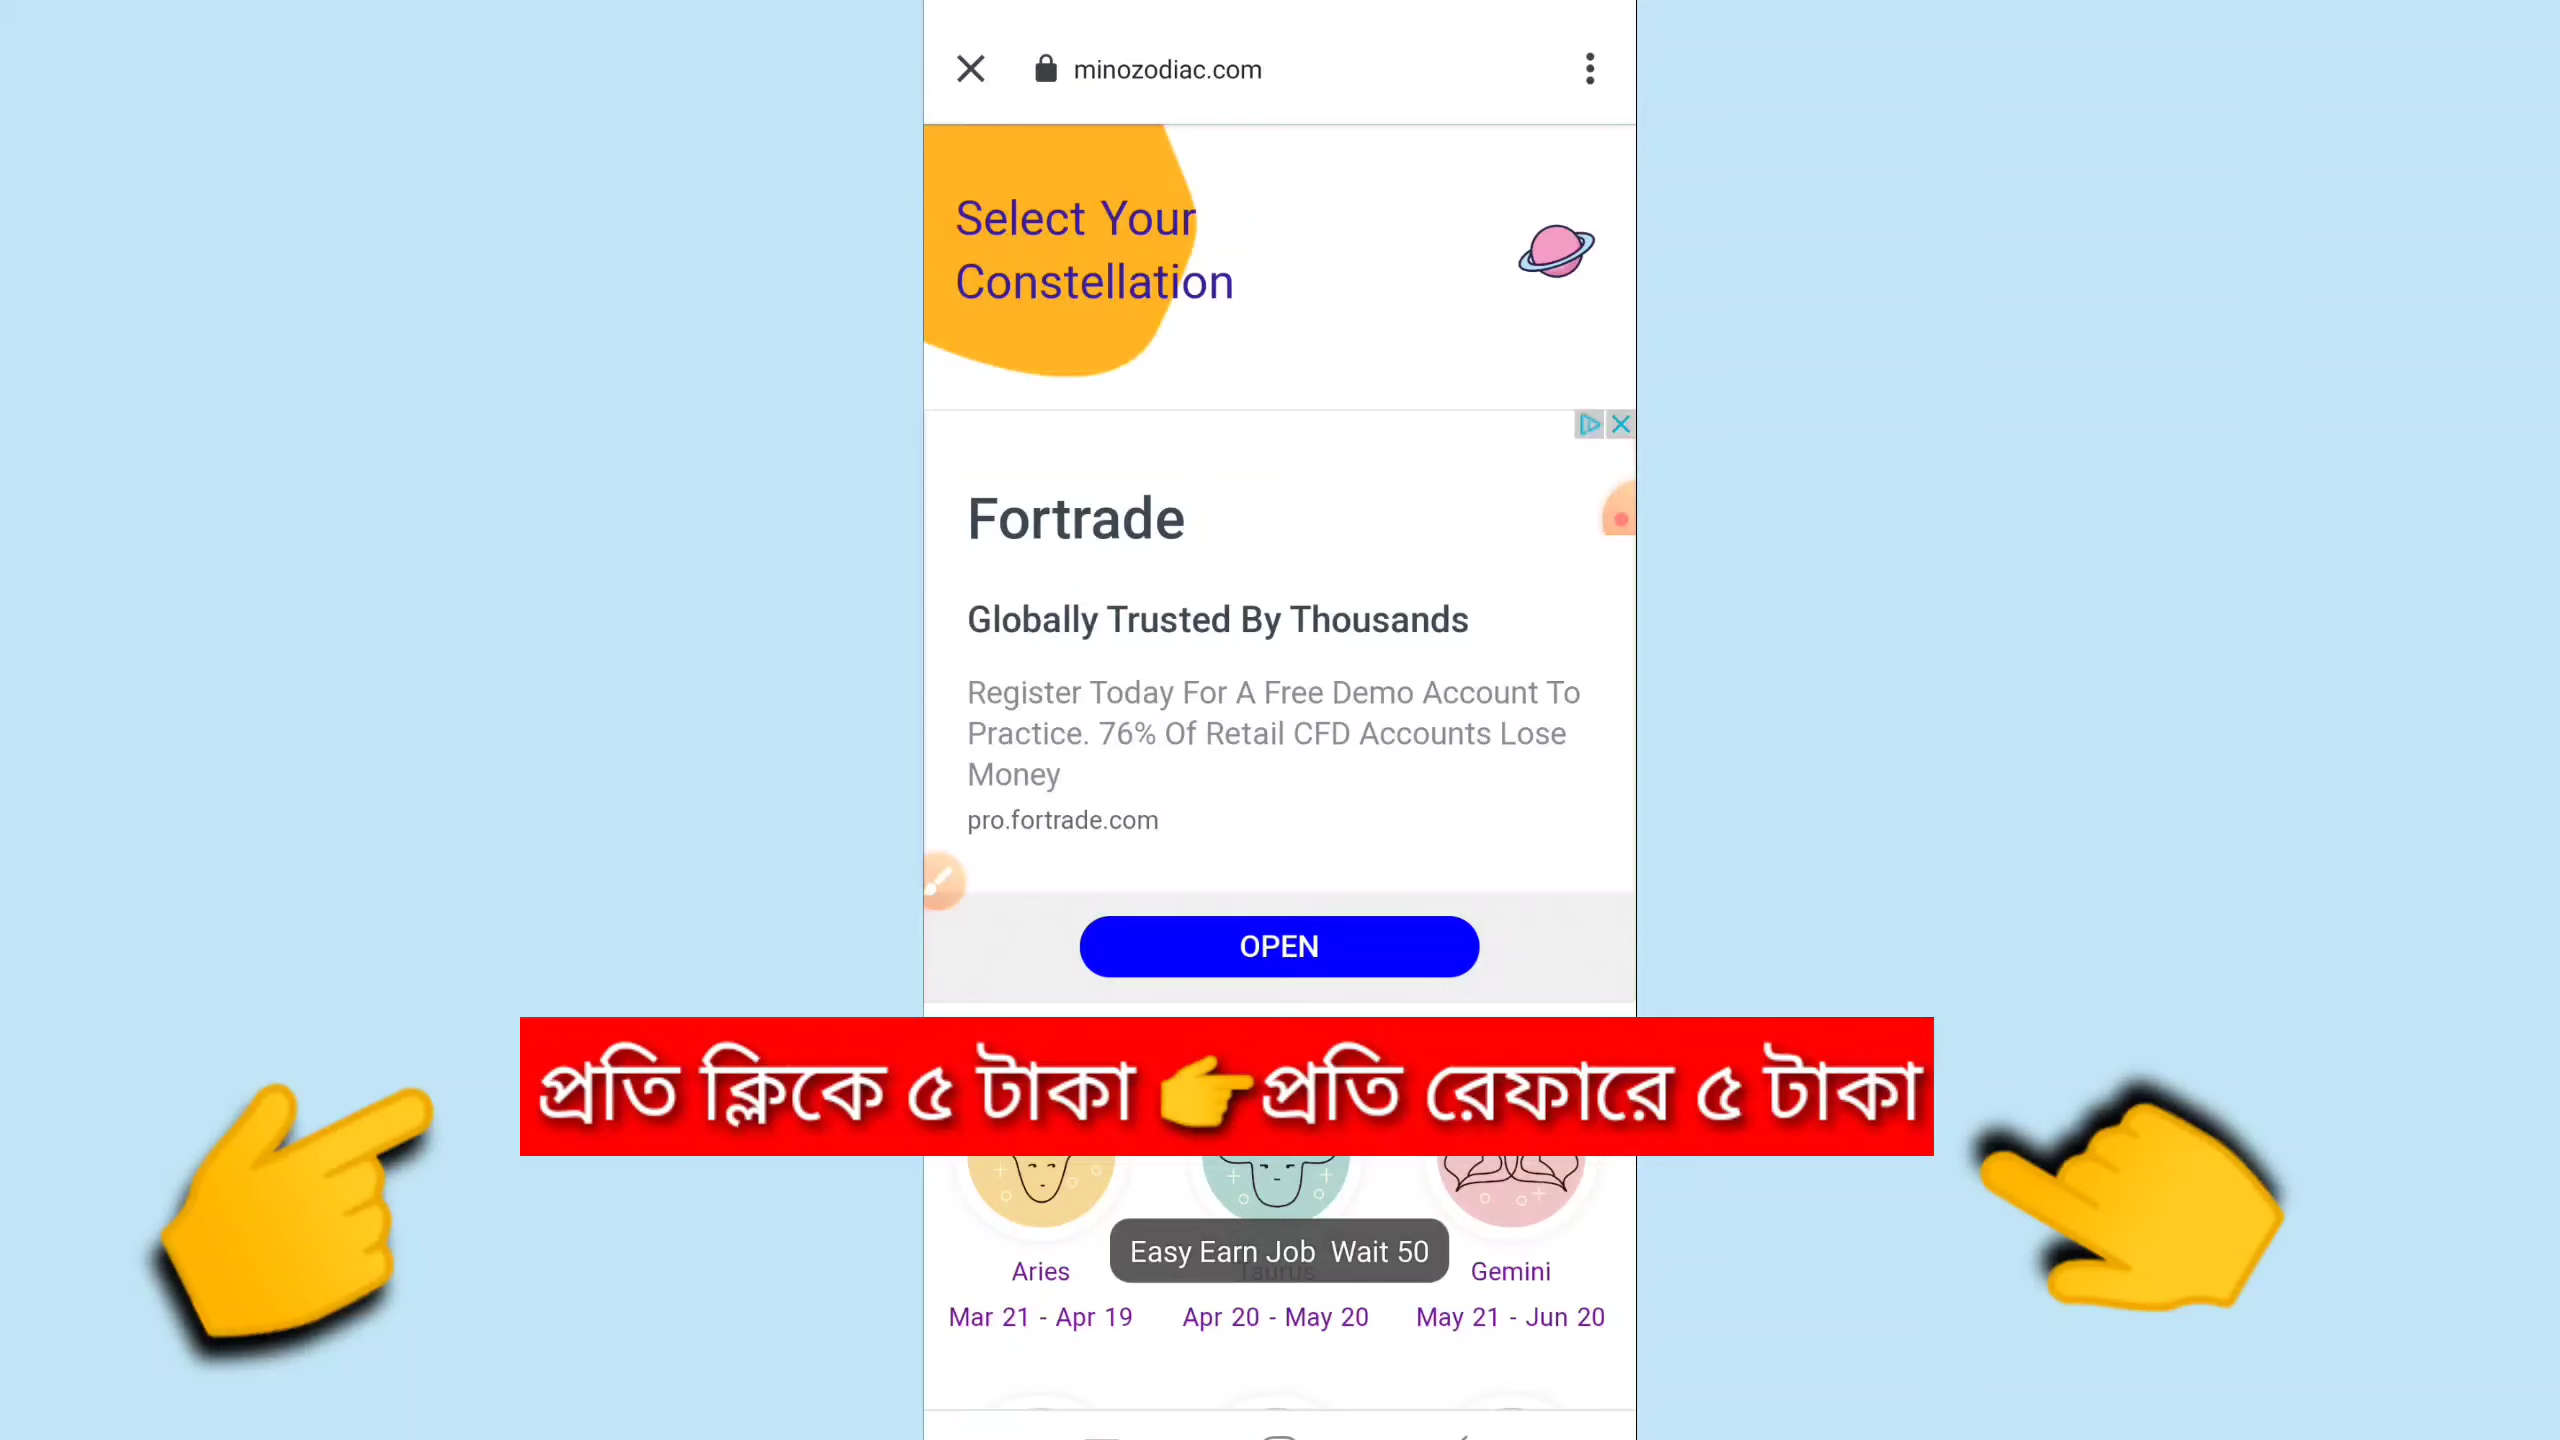 minozodiac.com
Select Your
Constellation
Fortrade
Globally Trusted By Thousands
Register Today For A Free Demo Account To
Practice. 76% Of Retail CFD Accounts Lose
Money
pro.fortrade.com
OPEN
প্রতি ক্লিকে ৫ টাকা 👉প্রতি রেফারে ৫ টাকা
Easy Earn Job Wait 50
Aries Taurus Gemini
Mar 21 - Apr 19 Apr 20 - May 20 May 21 - Jun 20